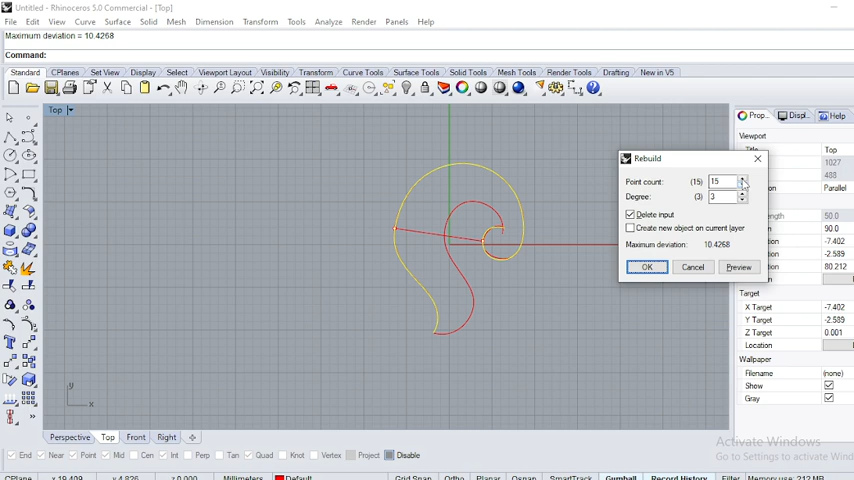 Untitled - Rhinoceros 5.0 Commercial - [Top]
File Edit View Curve Surface Solid Mesh Dimension Transform Tools Analyze Render Panels Help
Maximum deviation = 10.4268
Command:
Standard CPlanes Set View Display Select Viewport Layout Visibility Transform Curve Tools Surface Tools Solid Tools Mesh Tools Render Tools Drafting New in V5
Top
Prop... Displ... Help
Viewport
Title Top
1027
488
Parallel
50.0
90.0
-7.402
-2.589
80.212
Rebuild
Point count: (15) 15
Degree: (3) 3
Delete input
Create new object on current layer
Maximum deviation: 10.4268
OK Cancel Preview
Target
X Target -7.402
Y Target -2.589
Z Target 0.001
Location
Wallpaper
Filename (none)
Show
Gray
y
x
Perspective Top Front Right
Activate Windows
Go to Settings to activate Wind
End Near Point Mid Cen Int Perp Tan Quad Knot Vertex Project Disable
CPlane x 19.409 y 4.826 z 0.000 Millimeters Default Grid Snap Ortho Planar Osnap SmartTrack Gumball Record History Filter Memory use: 212 MB